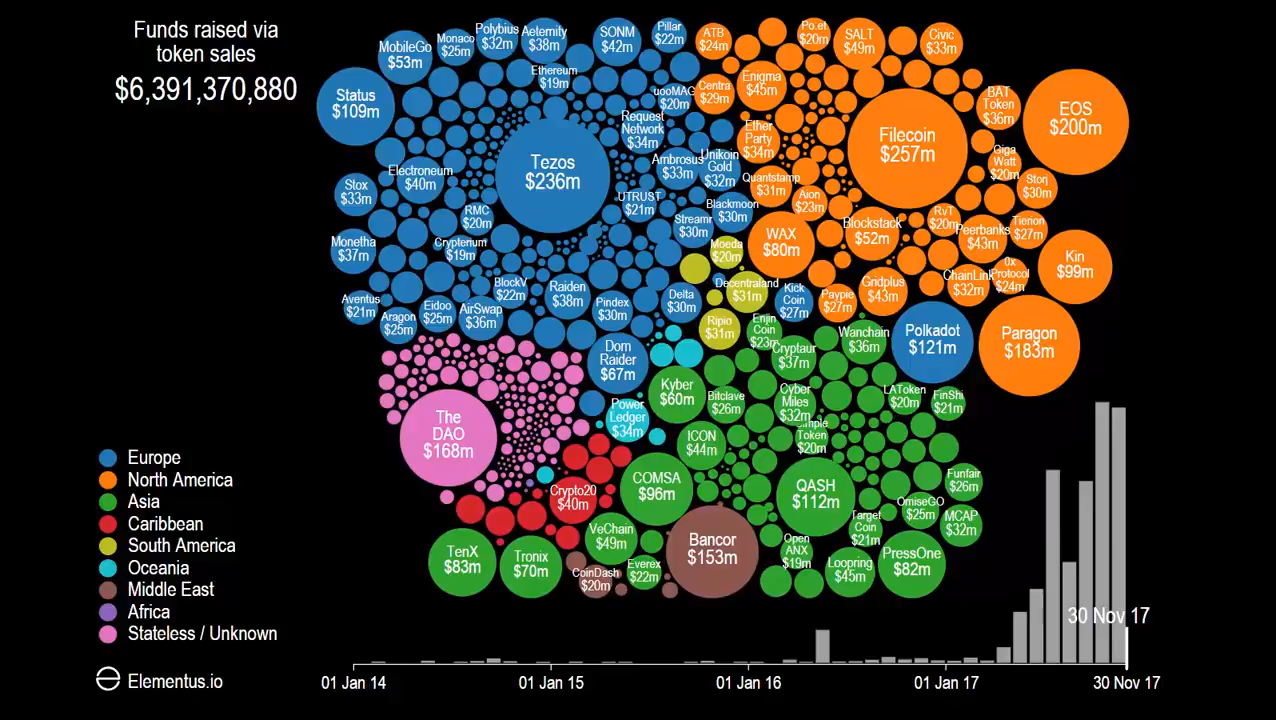 Funds raised via
token sales
$6,391,370,880
MobileGo
$53m
Monaco
$25m
Polybius
$32m
Aeternity
$38m
SONM
$42m
Pillar
$22m
ATB
$24m
Po.et
$20m
SALT
$49m
Civic
$33m
Status
$109m
Ethereum
$19m
uooMAG
$20m
Centra
$29m
Enigma
$45m
BAT
Token
$36m
EOS
$200m
Request
Network
$34m
Ether
Party
$34m
Filecoin
$257m
Tezos
$236m
Electroneum
$40m
Ambrosus
$33m
Unikoin
Gold
$32m
Giga
Watt
$20m
Stox
$33m
Quantstamp
$31m
Storj
$30m
UTRUST
$21m
Blackmoon
$30m
Aion
$23m
RMC
$20m
Streamr
$30m
Blockstack
$52m
RvT
$20m
Peerbanks
$43m
Tierion
$27m
Monetha
$37m
Crypterium
$19m
Moeda
$20m
WAX
$80m
Kin
$99m
BlockV
$22m
Raiden
$38m
Decentraland
$31m
Gridplus
$43m
ChainLink
$32m
0x
Protocol
$24m
Aventus
$21m
Aragon
$25m
Eidoo
$25m
AirSwap
$36m
Pindex
$30m
Delta
$30m
Kick
Coin
$27m
Paypie
$27m
Ripio
$31m
Enjin
Coin
$23m
Wanchain
$36m
Polkadot
$121m
Paragon
$183m
Dom
Raider
$67m
Cryptaur
$37m
Kyber
$60m
Bitclave
$26m
Cyber
Miles
$32m
LAToken
$20m
FinShi
$21m
The
DAO
$168m
Power
Ledger
$34m
ICON
$44m
Simple
Token
$20m
Crypto20
$40m
COMSA
$96m
QASH
$112m
Funfair
$26m
OmiseGO
$25m
MCAP
$32m
VeChain
$49m
Bancor
$153m
Target
Coin
$21m
Open
ANX
$19m
TenX
$83m
Tronix
$70m
CoinDash
$20m
Everex
$22m
Loopring
$45m
PressOne
$82m
Europe
North America
Asia
Caribbean
South America
Oceania
Middle East
Africa
Stateless / Unknown
Elementus.io
30 Nov 17
01 Jan 14
01 Jan 15
01 Jan 16
01 Jan 17
30 Nov 17